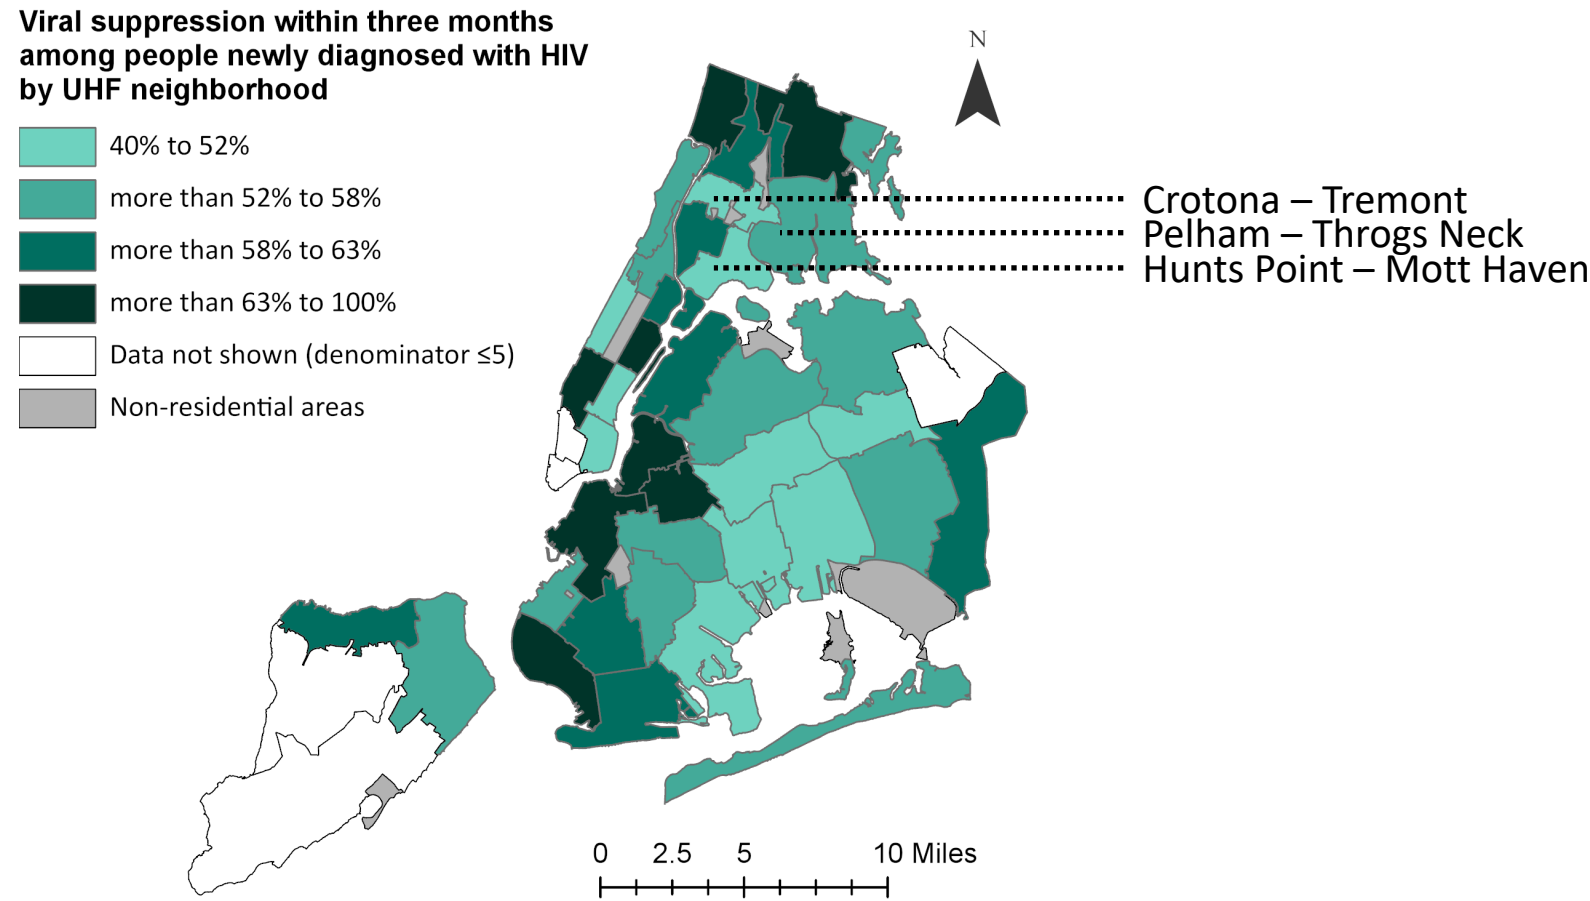 Viral suppression within three months
among people newly diagnosed with HIV
by UHF neighborhood
40% to 52%
more than 52% to 58%
more than 58% to 63%
more than 63% to 100%
Data not shown (denominator ≤5)
Non-residential areas
N
Crotona – Tremont
Pelham – Throgs Neck
Hunts Point – Mott Haven
0 2.5 5 10 Miles